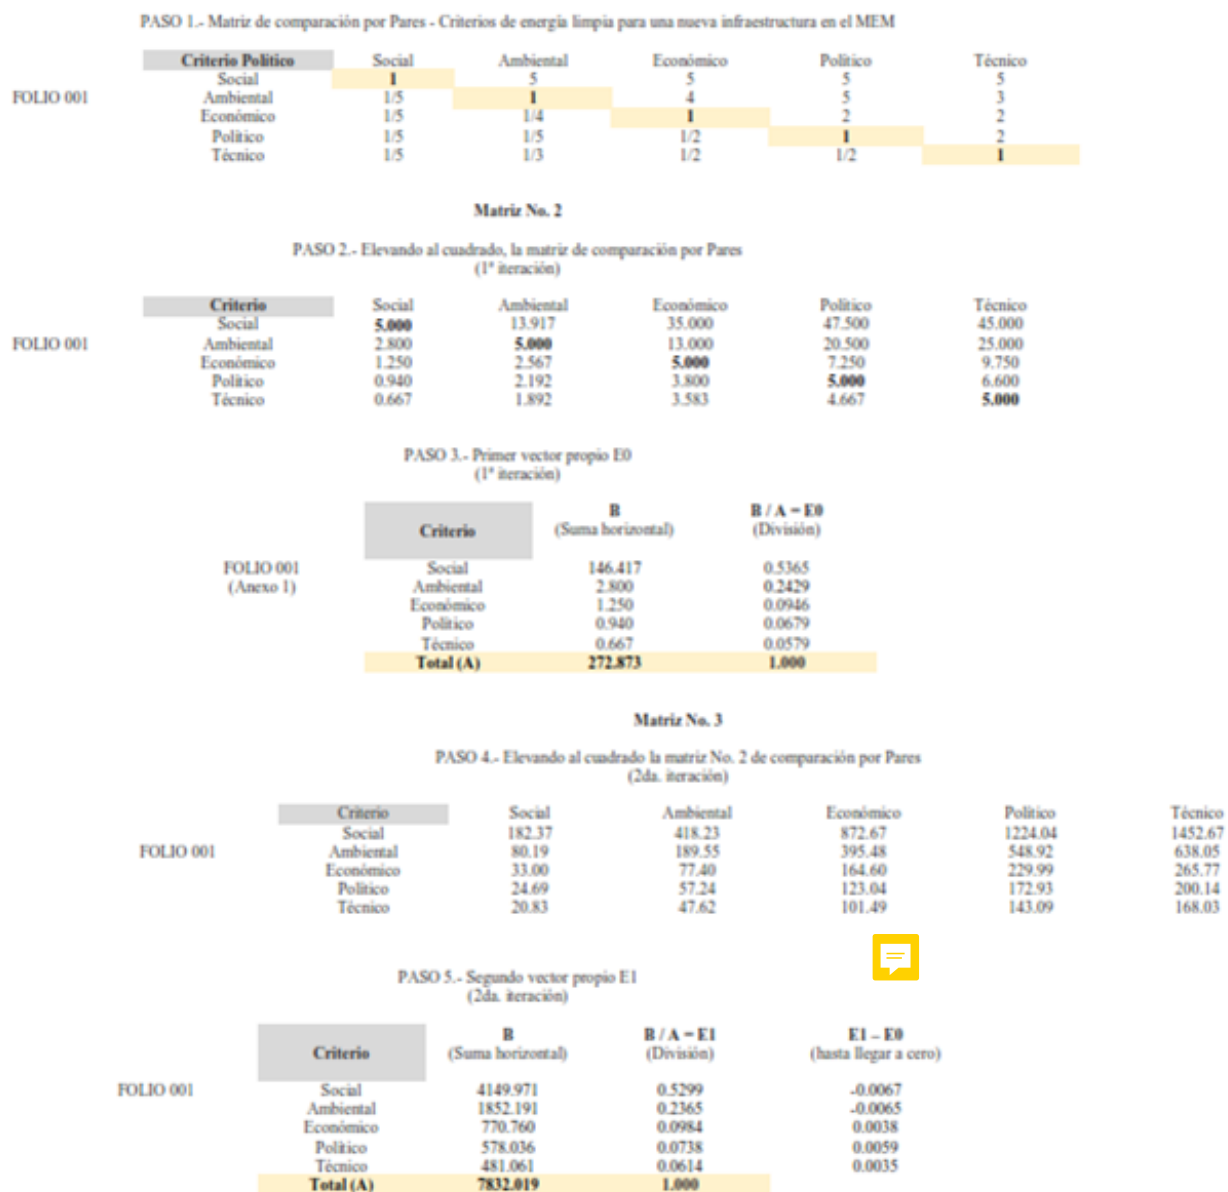 PASO 1.- Matriz de comparación por Pares - Criterios de energía limpia para una nueva infraestructura en el MEM
Criterio Político Social Ambiental Económico Político Técnico
Social 1 5 5 5 5
FOLIO 001 Ambiental 1/5 1 4 5 3
Económico 1/5 1/4 1 2 2
Político 1/5 1/5 1/2 1 2
Técnico 1/5 1/3 1/2 1/2 1
Matriz No. 2
PASO 2.- Elevando al cuadrado, la matriz de comparación por Pares
(1ª iteración)
Criterio Social Ambiental Económico Político Técnico
Social 5.000 13.917 35.000 47.500 45.000
FOLIO 001 Ambiental 2.800 5.000 13.000 20.500 25.000
Económico 1.250 2.567 5.000 7.250 9.750
Político 0.940 2.192 3.800 5.000 6.600
Técnico 0.667 1.892 3.583 4.667 5.000
PASO 3.- Primer vector propio E0
(1ª iteración)
B B / A = E0
Criterio (Suma horizontal) (División)
FOLIO 001 Social 146.417 0.5365
(Anexo 1) Ambiental 2.800 0.2429
Económico 1.250 0.0946
Político 0.940 0.0679
Técnico 0.667 0.0579
Total (A) 272.873 1.000
Matriz No. 3
PASO 4.- Elevando al cuadrado la matriz No. 2 de comparación por Pares
(2da. iteración)
Criterio Social Ambiental Económico Político Técnico
Social 182.37 418.23 872.67 1224.04 1452.67
FOLIO 001 Ambiental 80.19 189.55 395.48 548.92 638.05
Económico 33.00 77.40 164.60 229.99 265.77
Político 24.69 57.24 123.04 172.93 200.14
Técnico 20.83 47.62 101.49 143.09 168.03
PASO 5.- Segundo vector propio E1
(2da. iteración)
B B / A = E1 E1 – E0
Criterio (Suma horizontal) (División) (hasta llegar a cero)
FOLIO 001 Social 4149.971 0.5299 -0.0067
Ambiental 1852.191 0.2365 -0.0065
Económico 770.760 0.0984 0.0038
Político 578.036 0.0738 0.0059
Técnico 481.061 0.0614 0.0035
Total (A) 7832.019 1.000